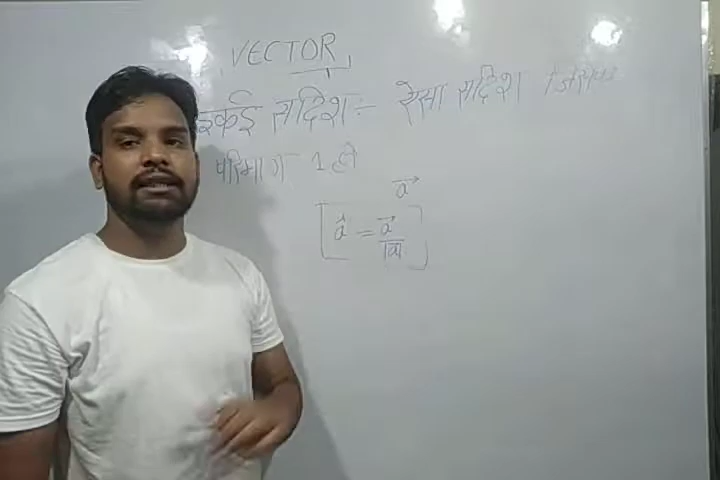 VECTOR
इकाई सदिश :- ऐसा सदिश जिसका
परिमाण 1 हो
a⃗
[ â = a⃗ / |a⃗| ]